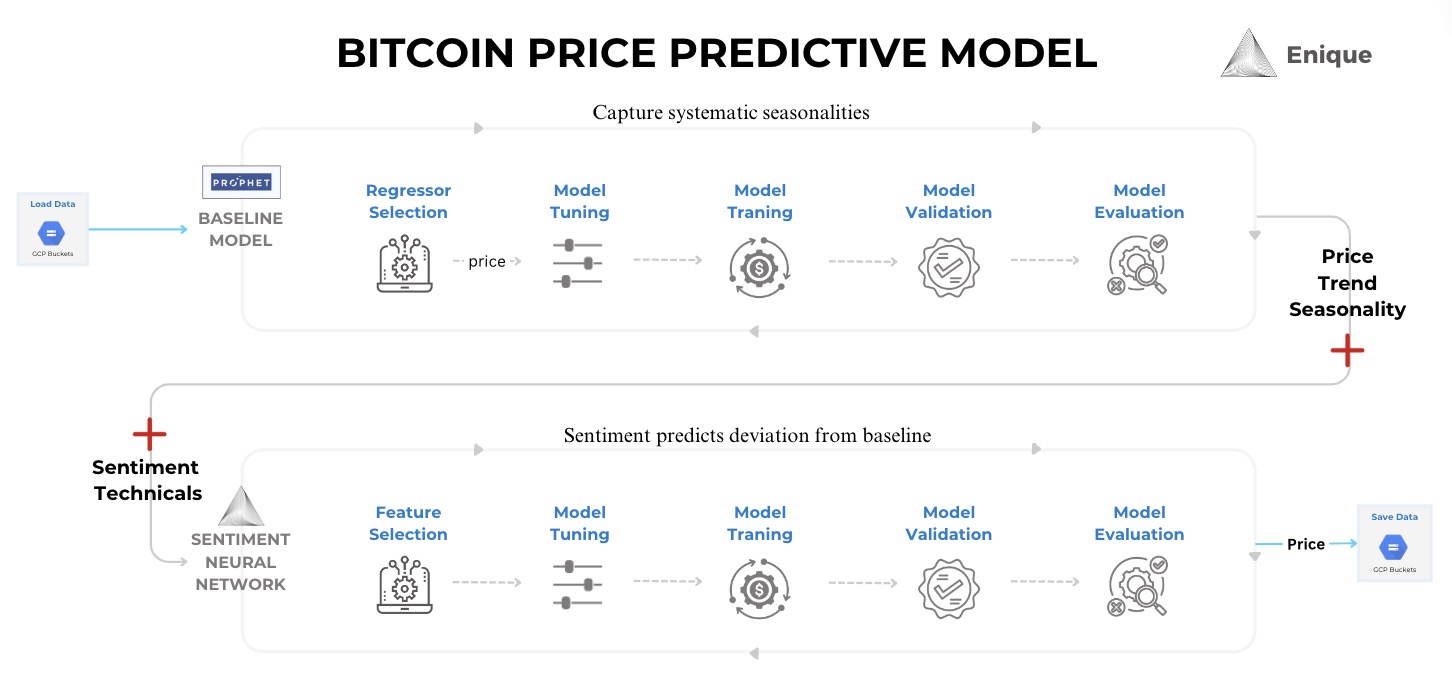 BITCOIN PRICE PREDICTIVE MODEL
Enique
Capture systematic seasonalities
Load Data
GCP Buckets
PROPHET
BASELINE
MODEL
Regressor
Selection
price
Model
Tuning
Model
Traning
Model
Validation
Model
Evaluation
Price
Trend
Seasonality
Sentiment
Technicals
Sentiment predicts deviation from baseline
SENTIMENT
NEURAL
NETWORK
Feature
Selection
Model
Tuning
Model
Traning
Model
Validation
Model
Evaluation
Price
Save Data
GCP Buckets